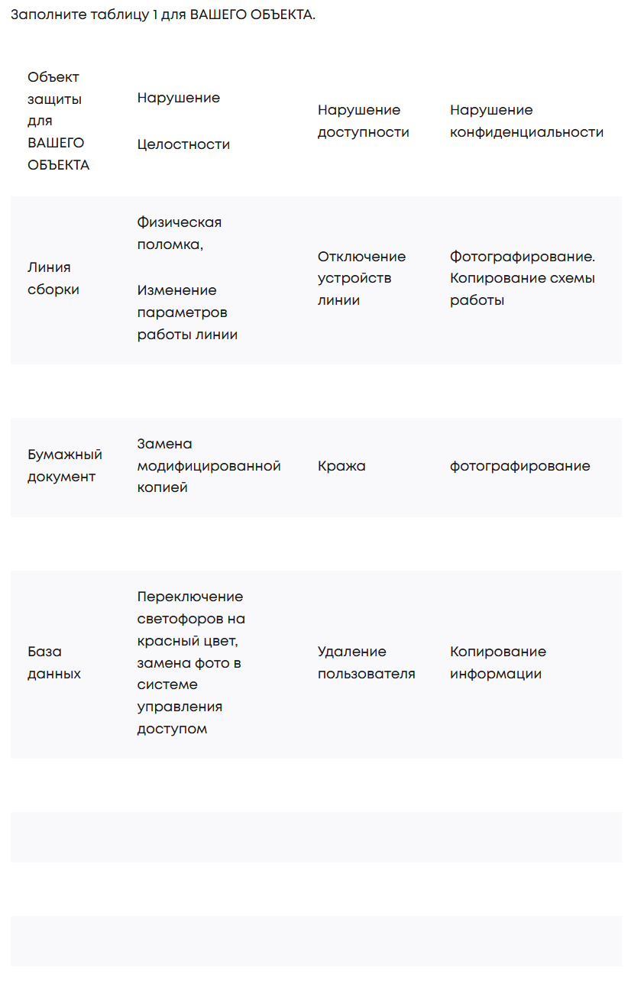 Заполните таблицу 1 для ВАШЕГО ОБЪЕКТА.
Объект
защиты
для
ВАШЕГО
ОБЪЕКТА
Нарушение
Целостности
Нарушение
доступности
Нарушение
конфиденциальности
Линия
сборки
Физическая
поломка,
Изменение
параметров
работы линии
Отключение
устройств
линии
Фотографирование.
Копирование схемы
работы
Бумажный
документ
Замена
модифицированной
копией
Кража
фотографирование
База
данных
Переключение
светофоров на
красный цвет,
замена фото в
системе
управления
доступом
Удаление
пользователя
Копирование
информации